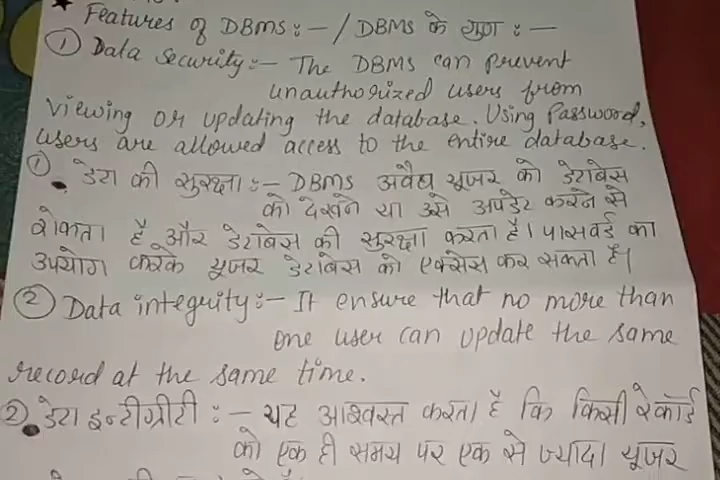 ★ Features of DBMS :- / DBMS के गुण : -
① Data Security :- The DBMS can prevent
unauthorized users from
viewing or updating the database. Using Password,
users are allowed access to the entire database.
① डेटा की सुरक्षा :- DBMS अवैध यूजर को डेटाबेस
को देखने या उसे अपडेट करने से
रोकता है और डेटाबेस की सुरक्षा करता है। पासवर्ड का
उपयोग करके यूजर डेटाबेस को एक्सेस कर सकता है।
② Data integrity :- It ensure that no more than
one user can update the same
record at the same time.
② डेटा इन्टीग्रीटी : - यह आश्वस्त करता है कि किसी रेकॉर्ड
को एक ही समय पर एक से ज्यादा यूजर